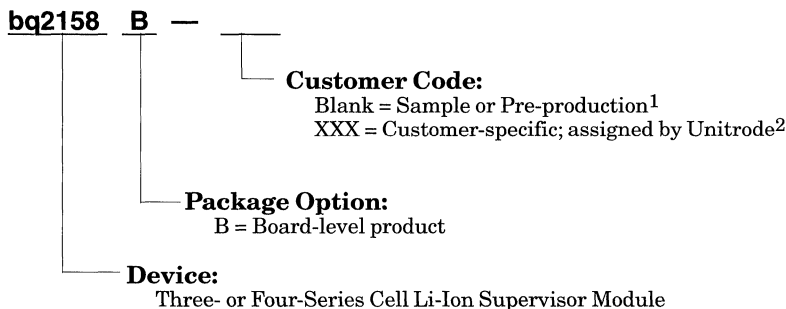 bq2158 B —
Customer Code:
Blank = Sample or Pre-production1
XXX = Customer-specific; assigned by Unitrode2
Package Option:
B = Board-level product
Device:
Three- or Four-Series Cell Li-Ion Supervisor Module